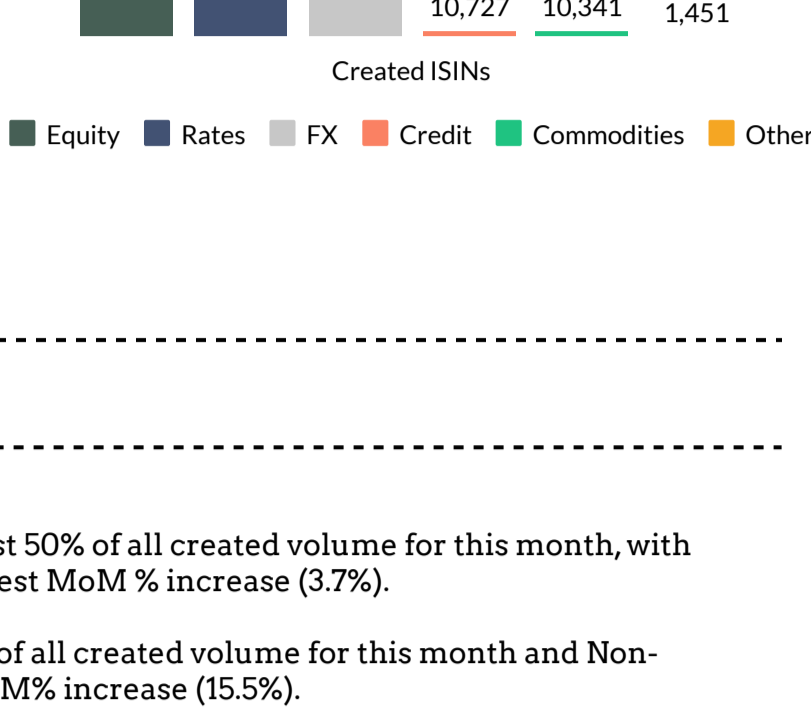 10,727 10,341 1,451
Created ISINs
Equity Rates FX Credit Commodities Other
50% of all created volume for this month, with
MoM % increase (3.7%).
of all created volume for this month and Non-
M% increase (15.5%).